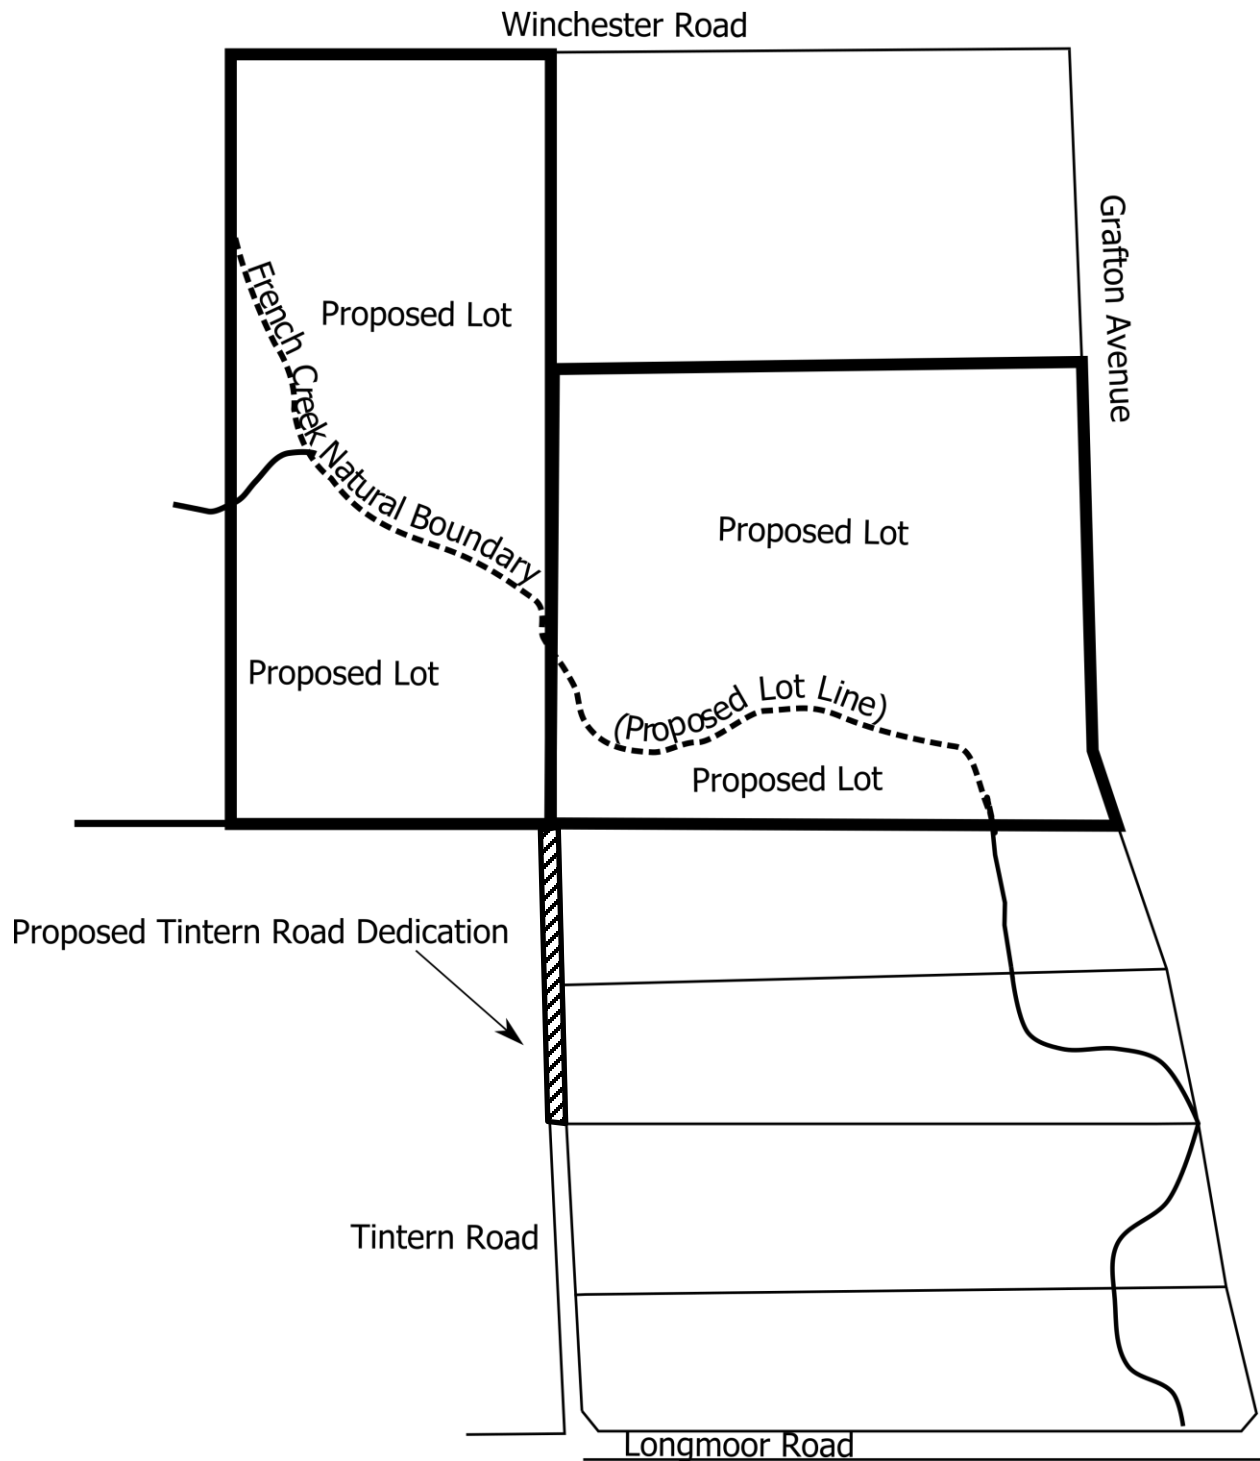 Winchester Road
Grafton Avenue
Proposed Lot
French Creek Natural Boundary
Proposed Lot
Proposed Lot
(Proposed Lot Line)
Proposed Lot
Proposed Tintern Road Dedication
Tintern Road
Longmoor Road